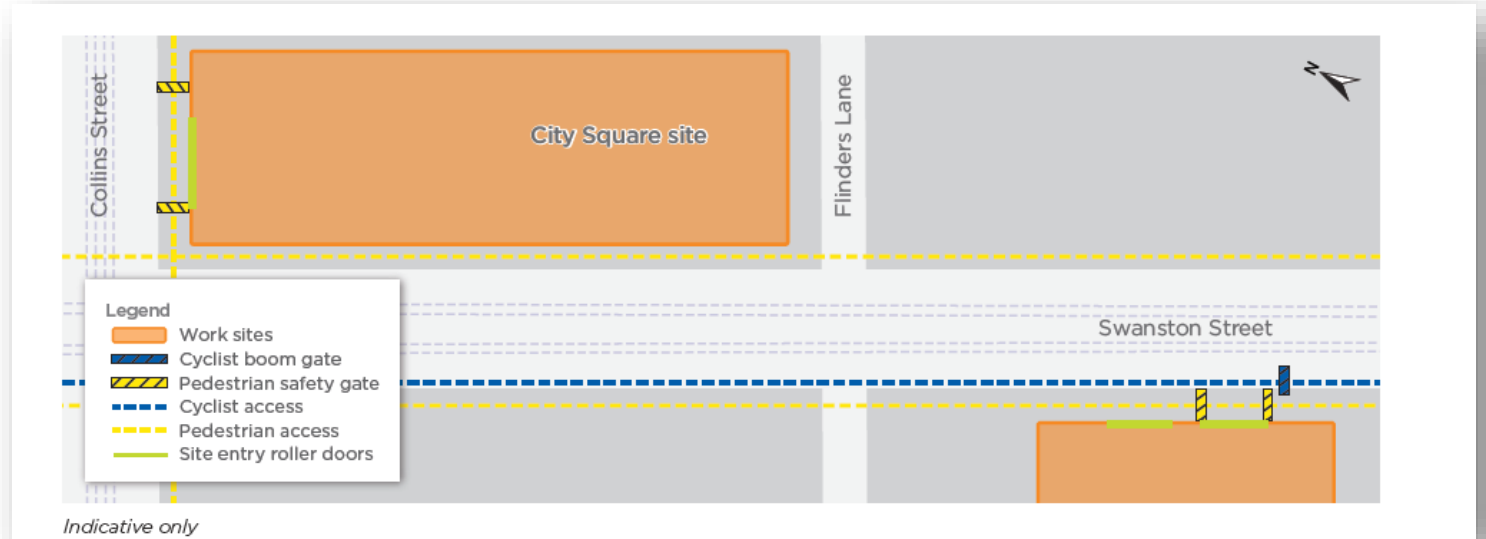 N
Collins Street
City Square site
Flinders Lane
Swanston Street
Legend
Work sites
Cyclist boom gate
Pedestrian safety gate
Cyclist access
Pedestrian access
Site entry roller doors
Indicative only